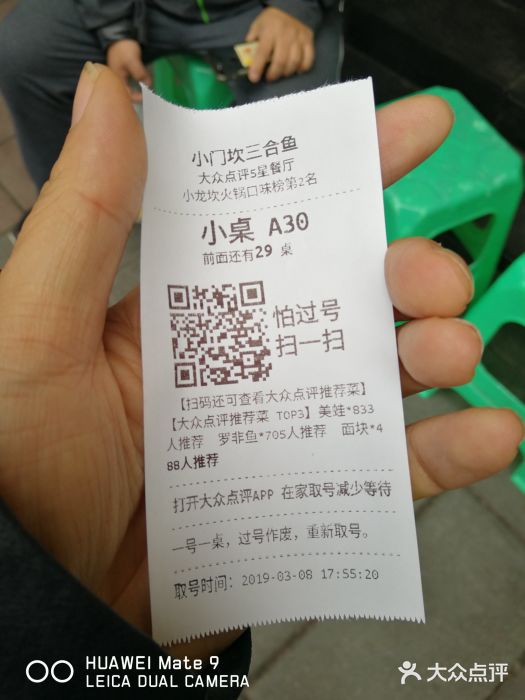 小门坎三合鱼
大众点评5星餐厅
小龙坎火锅口味榜第2名
小桌 A30
前面还有29 桌
怕过号
扫一扫
【扫码还可查看大众点评推荐菜】
【大众点评推荐菜 TOP3】美蛙*833
人推荐 罗非鱼*705人推荐 面块*4
88人推荐
打开大众点评APP 在家取号减少等待
一号一桌，过号作废，重新取号。
取号时间：2019-03-08 17:55:20
HUAWEI Mate 9
LEICA DUAL CAMERA
大众点评